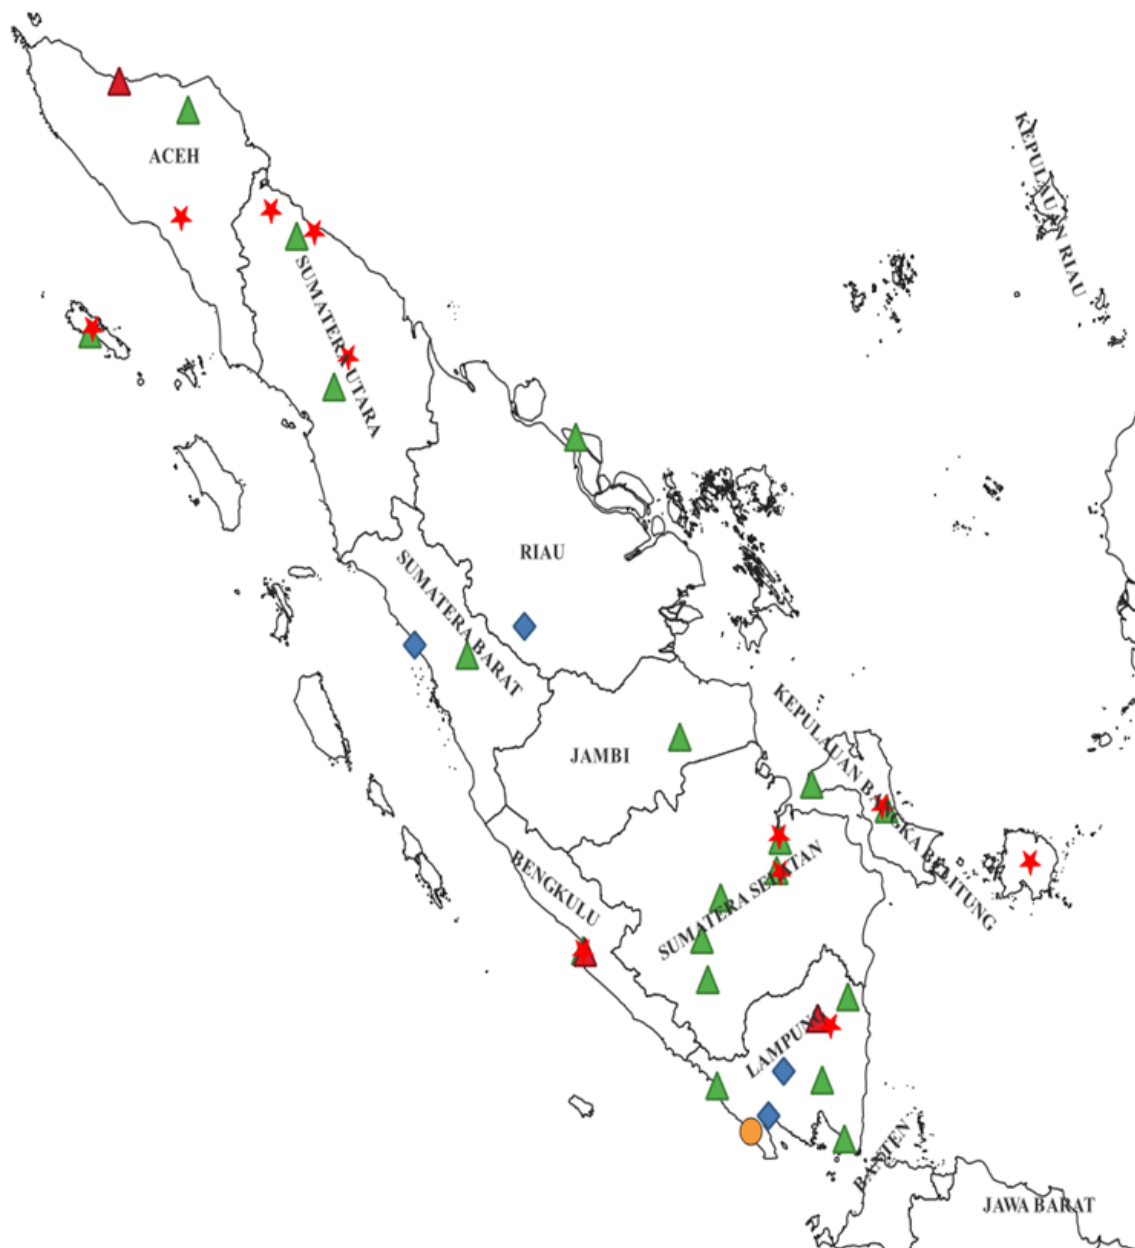 ACEH
KEPULAUAN RIAU
SUMATERA UTARA
RIAU
SUMATERA BARAT
JAMBI
KEPULAUAN BANGKA BELITUNG
BENGKULU
SUMATERA SELATAN
LAMPUNG
BANTEN
JAWA BARAT